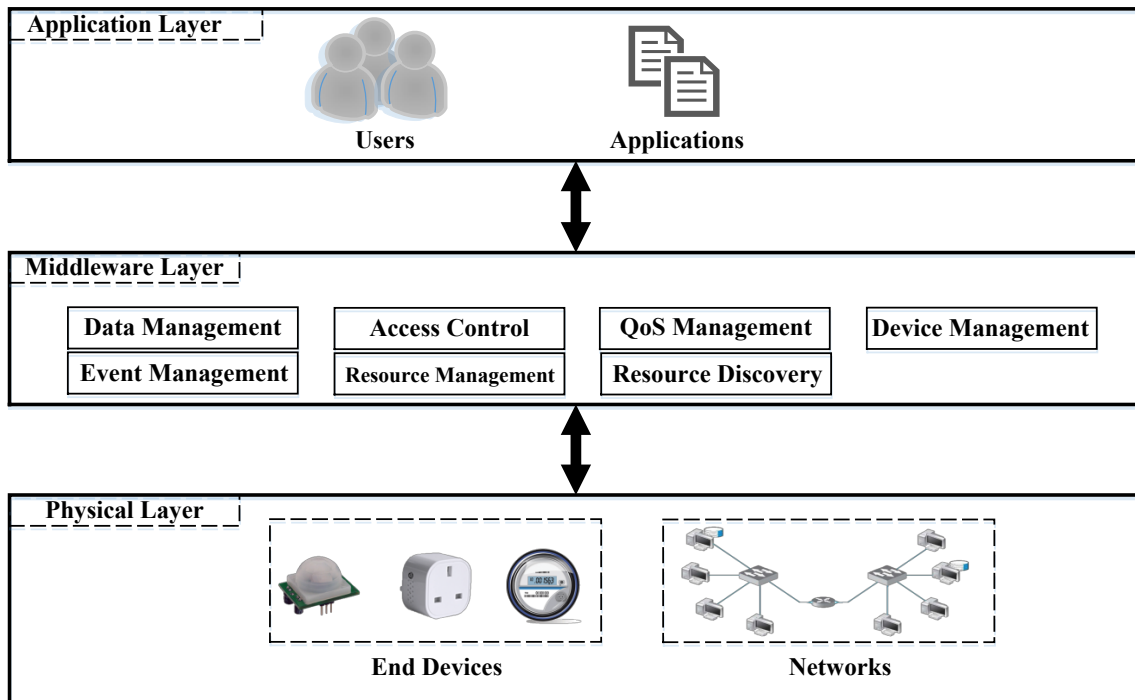 Application Layer
Users
Applications
Middleware Layer
Data Management
Access Control
QoS Management
Device Management
Event Management
Resource Management
Resource Discovery
Physical Layer
End Devices
Networks